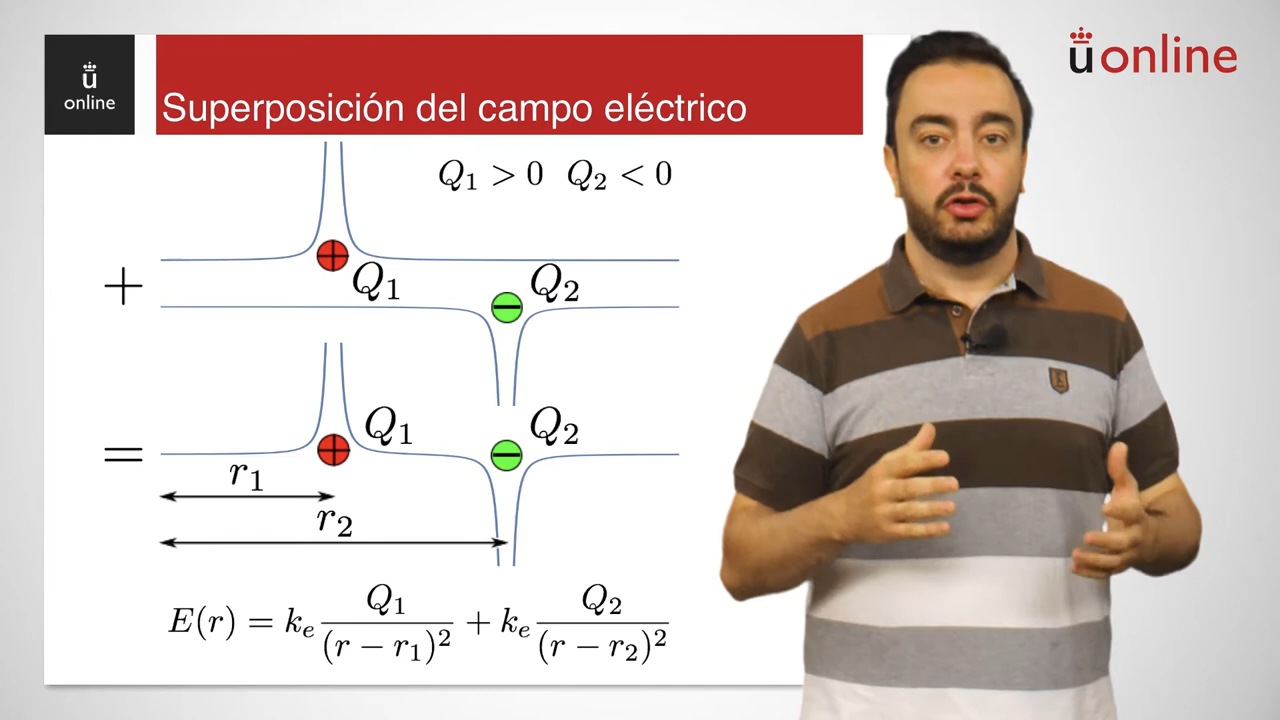 ü online
ü
online
Superposición del campo eléctrico
Q₁ > 0 Q₂ < 0
+
Q₁
Q₂
=
Q₁
Q₂
r₁
r₂
E(r) = kₑ Q₁/(r − r₁)² + kₑ Q₂/(r − r₂)²